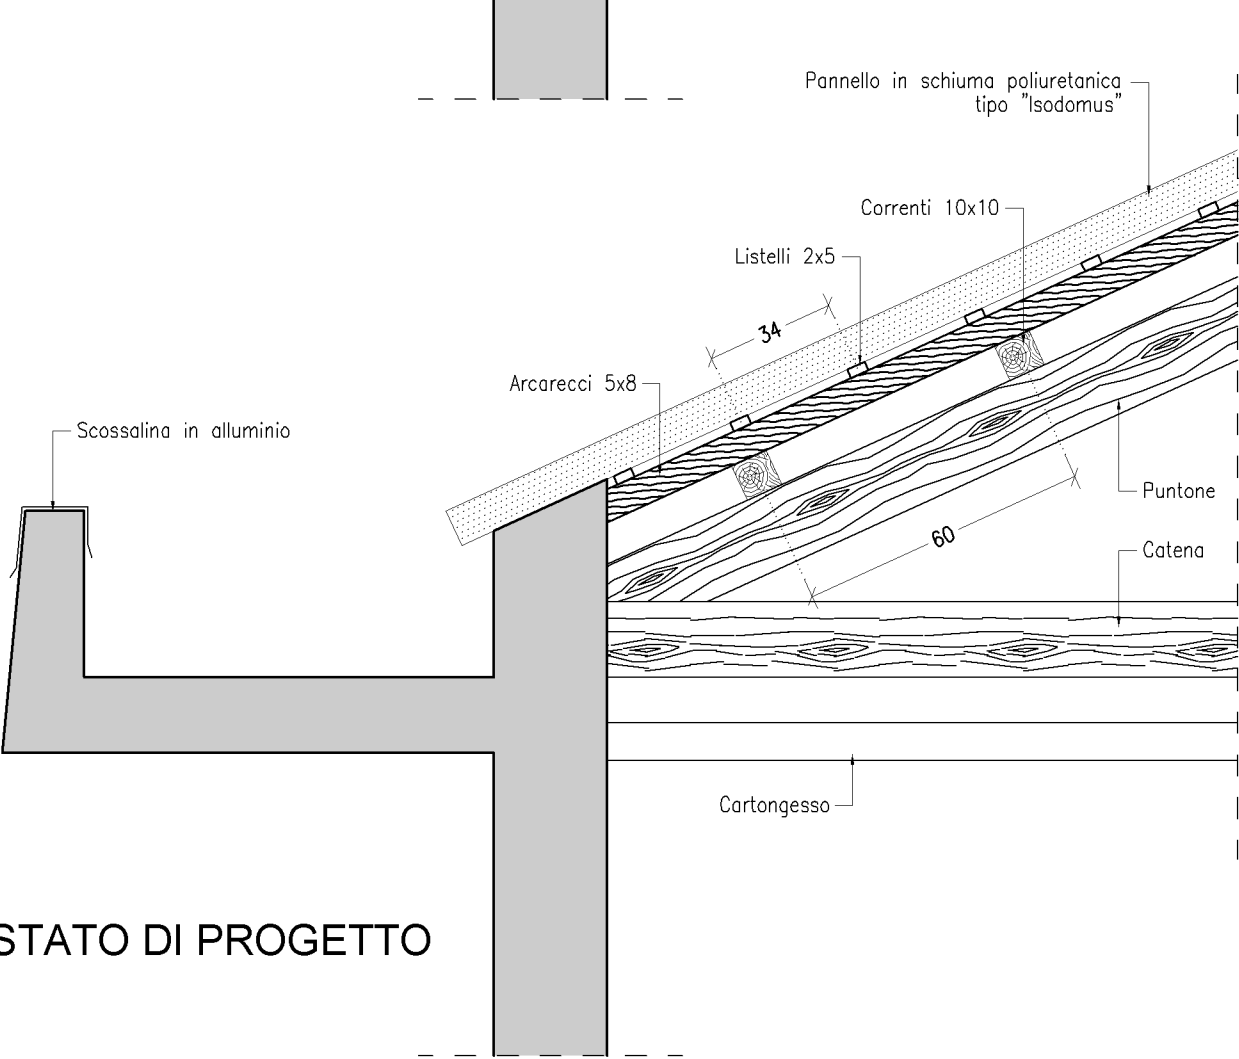 Pannello in schiuma poliuretanica
tipo "Isodomus"
Correnti 10x10
Listelli 2x5
34
Arcarecci 5x8
Scossalina in alluminio
Puntone
60
Catena
Cartongesso
STATO DI PROGETTO